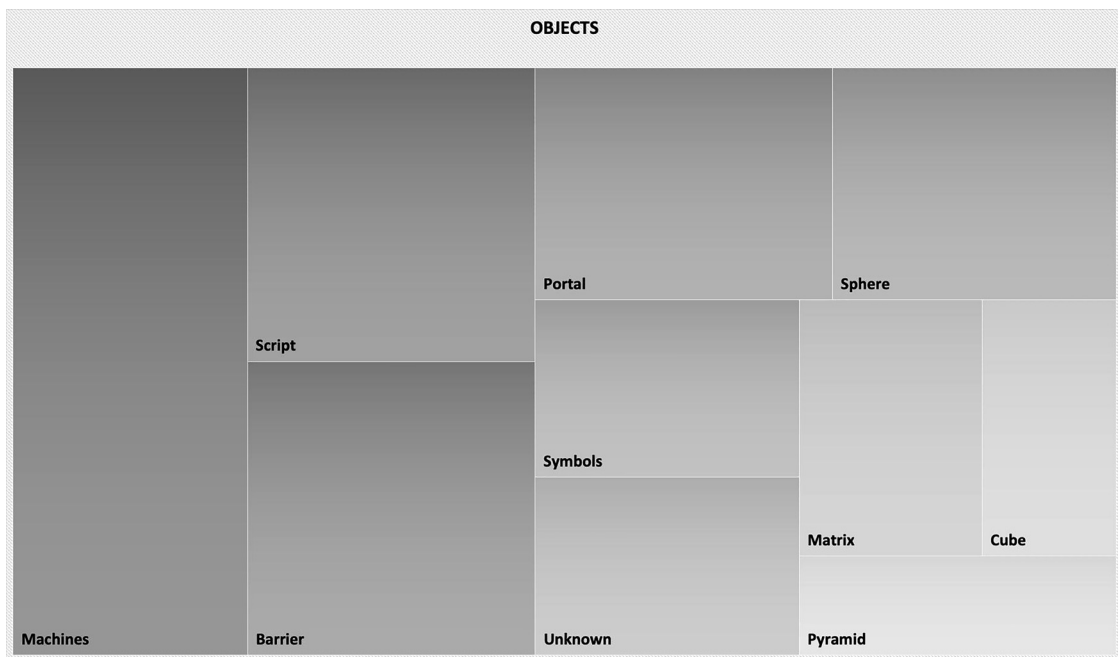 OBJECTS
Machines
Script
Barrier
Portal
Sphere
Symbols
Unknown
Matrix
Cube
Pyramid